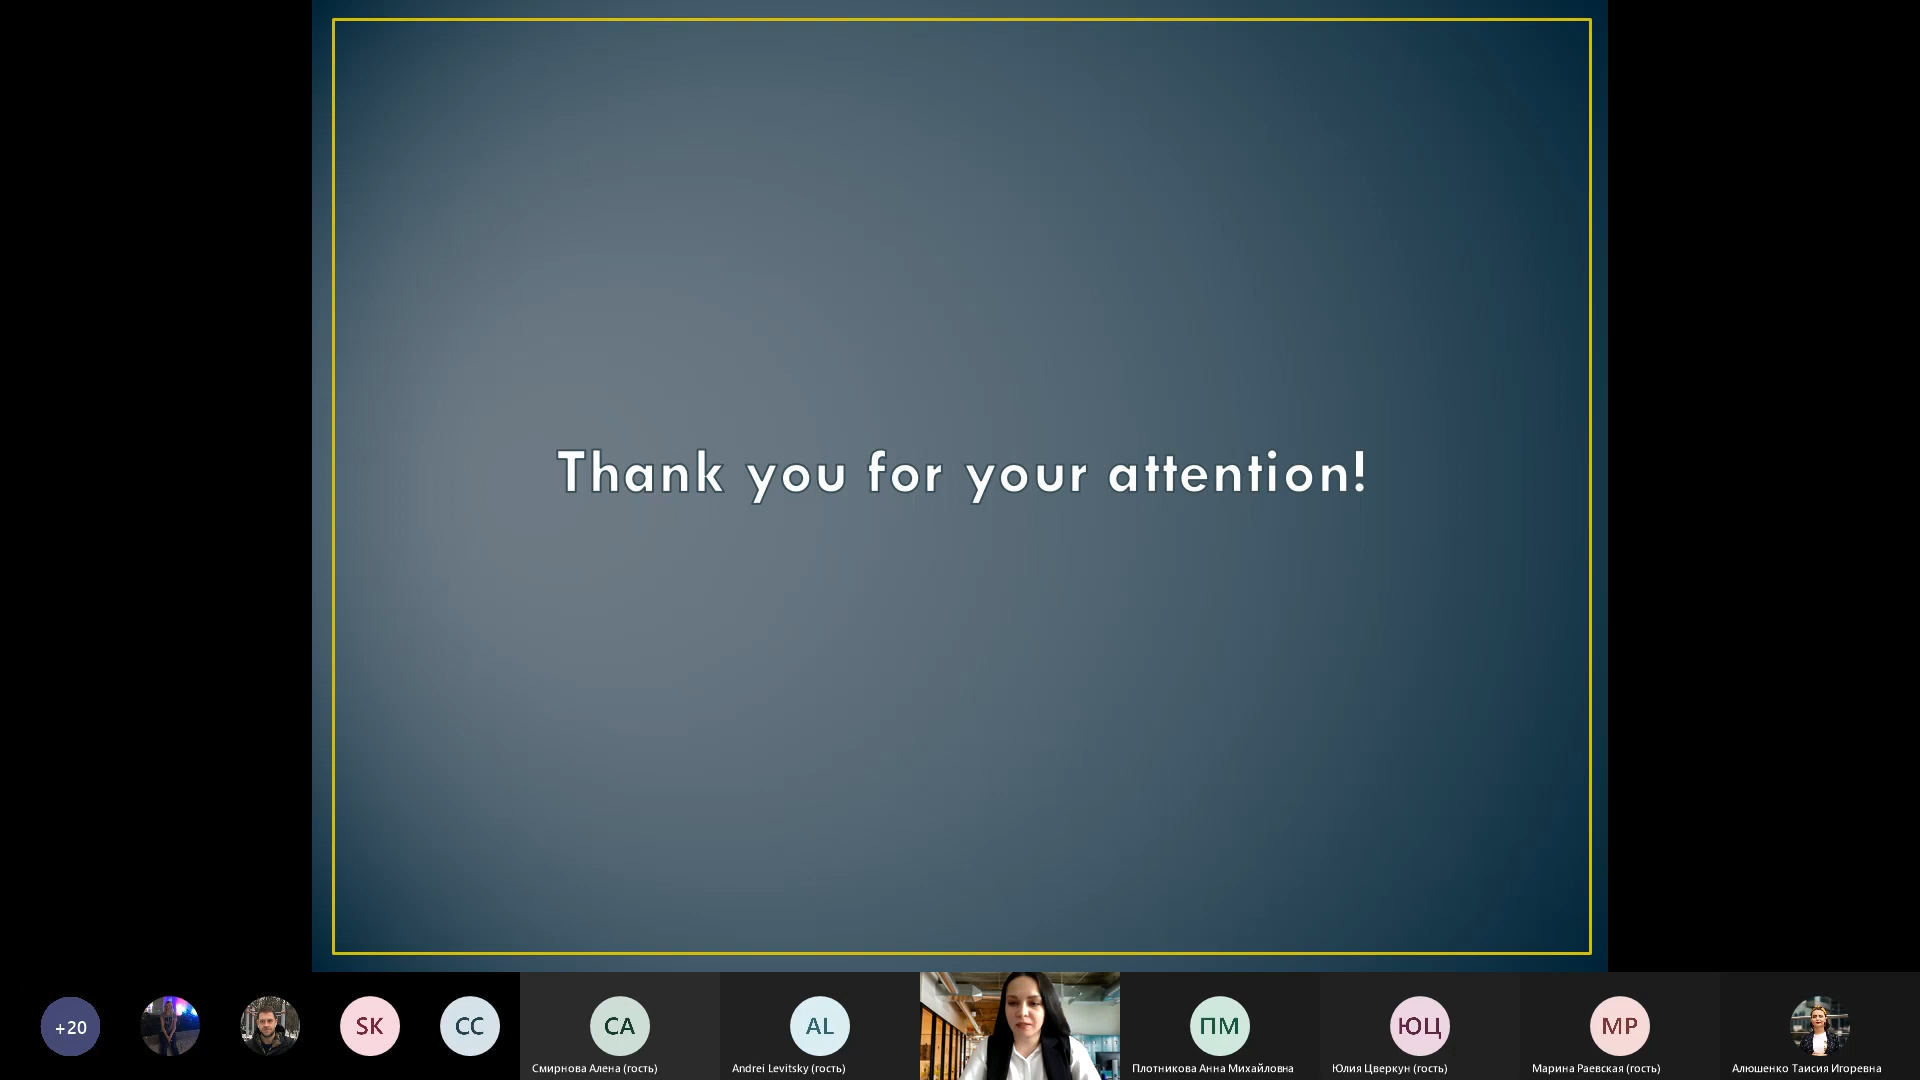 Thank you for your attention!
+20
SK
CC
CA
AL
ПМ
ЮЦ
МР
Смирнова Алена (гость)
Andrei Levitsky (гость)
Плотникова Анна Михайловна
Юлия Цверкун (гость)
Марина Раевская (гость)
Алюшенко Таисия Игоревна